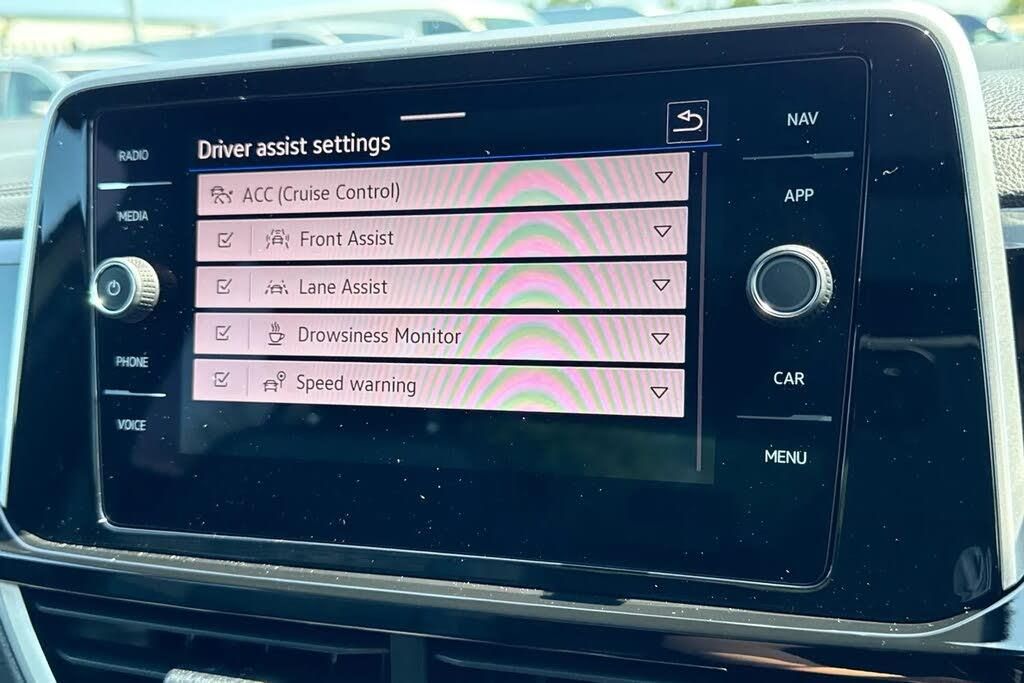 Driver assist settings
ACC (Cruise Control)
Front Assist
Lane Assist
Drowsiness Monitor
Speed warning
RADIO
MEDIA
PHONE
VOICE
NAV
APP
CAR
MENU